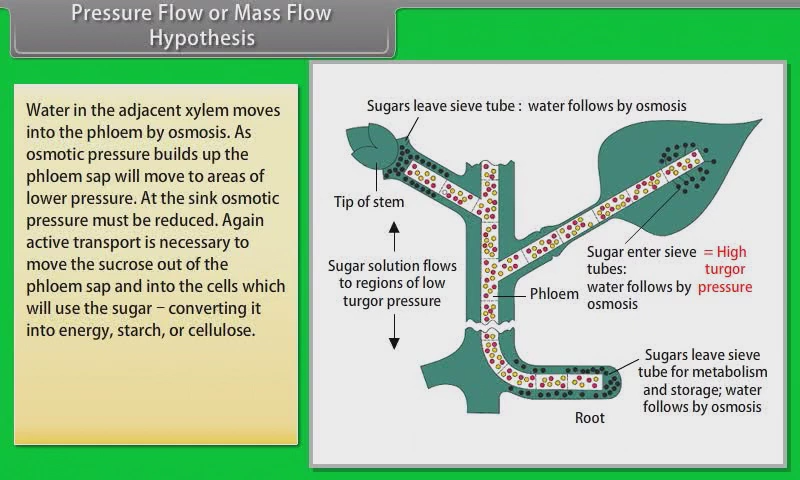 Pressure Flow or Mass Flow
Hypothesis
Water in the adjacent xylem moves
into the phloem by osmosis. As
osmotic pressure builds up the
phloem sap will move to areas of
lower pressure. At the sink osmotic
pressure must be reduced. Again
active transport is necessary to
move the sucrose out of the
phloem sap and into the cells which
will use the sugar – converting it
into energy, starch, or cellulose.
Sugars leave sieve tube : water follows by osmosis
Tip of stem
Sugar solution flows
to regions of low
turgor pressure
Phloem
Sugar enter sieve
tubes:
water follows by
osmosis
= High
turgor
pressure
Sugars leave sieve
tube for metabolism
and storage; water
follows by osmosis
Root